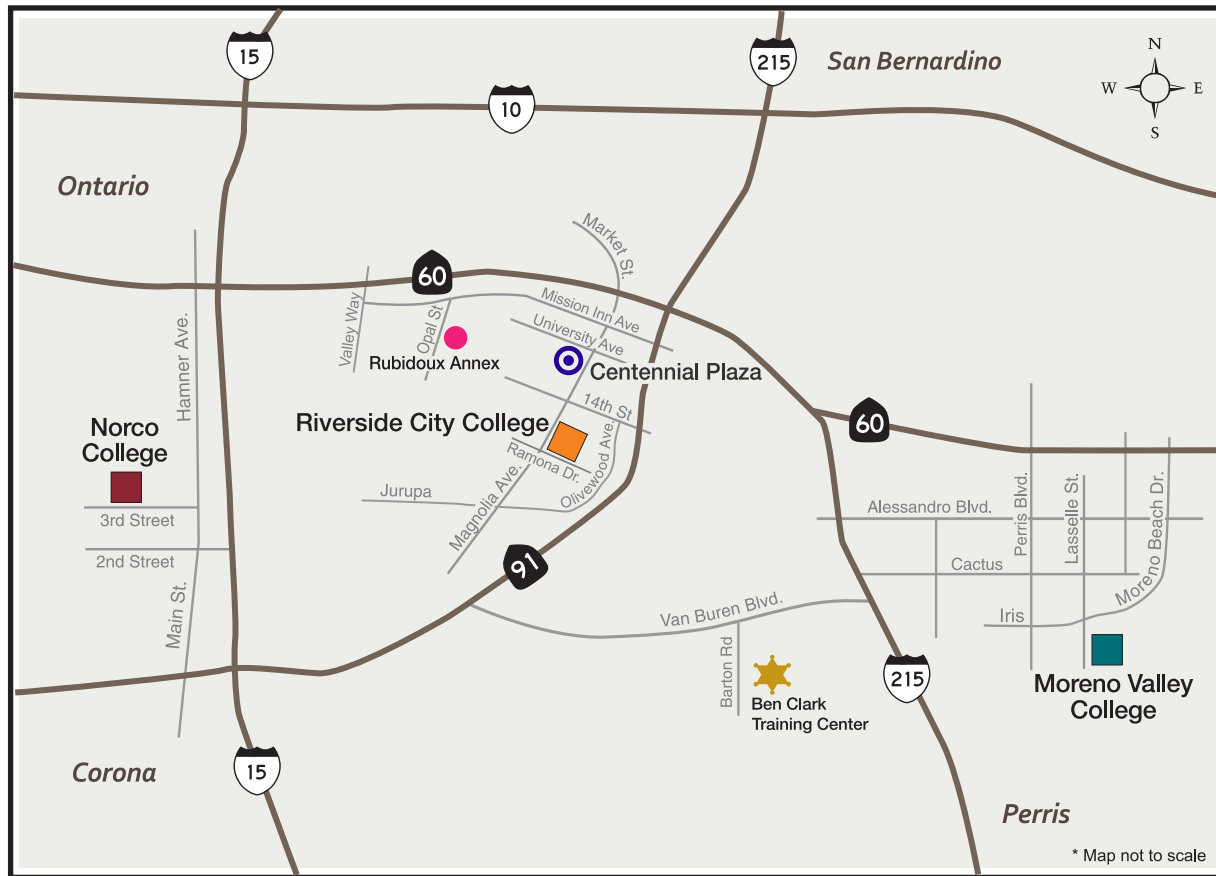 15
215
San Bernardino
N
W E
S
10
Ontario
Market St.
60
Mission Inn Ave
Valley Way
Opal St
University Ave
Rubidoux Annex
Centennial Plaza
Hamner Ave.
14th St
Riverside City College
60
Norco
College
Ramona Dr.
Olivewood Ave.
Jurupa
Magnolia Ave.
3rd Street
2nd Street
Alessandro Blvd.
Perris Blvd.
Lasselle St.
Moreno Beach Dr.
91
Cactus
Main St.
Van Buren Blvd.
Iris
Barton Rd
215
Ben Clark
Training Center
Moreno Valley
College
Corona
15
Perris
* Map not to scale